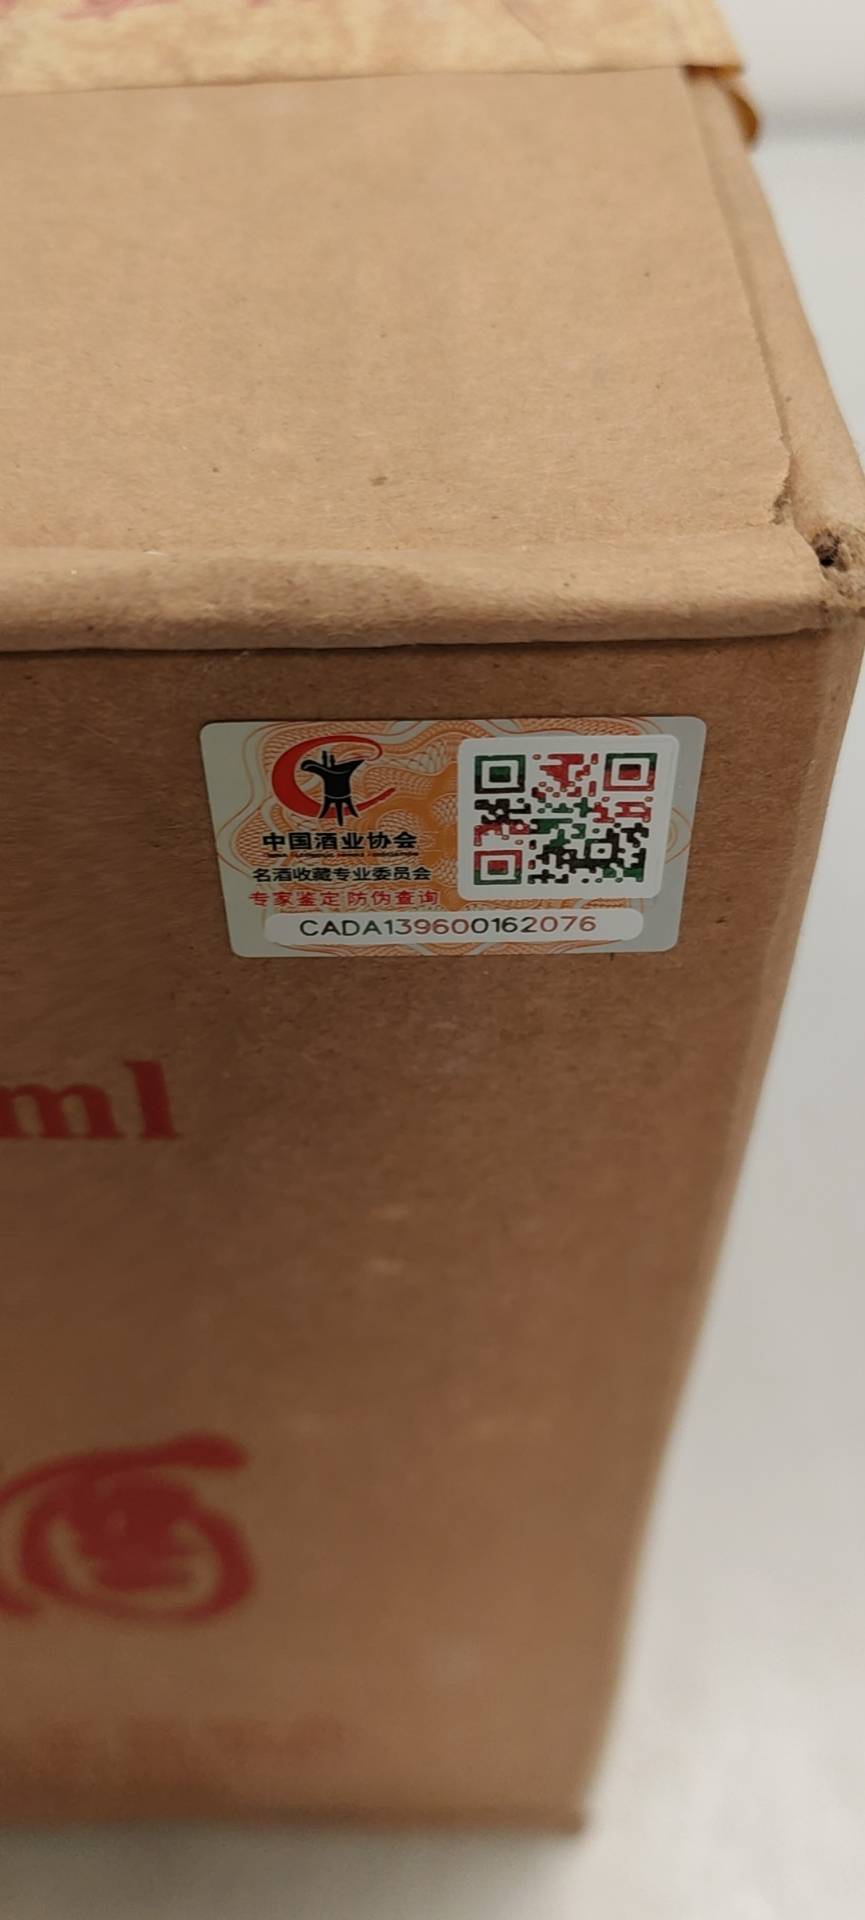 中国酒业协会
名酒收藏专业委员会
专家鉴定 防伪查询
CADA139600162076
ml